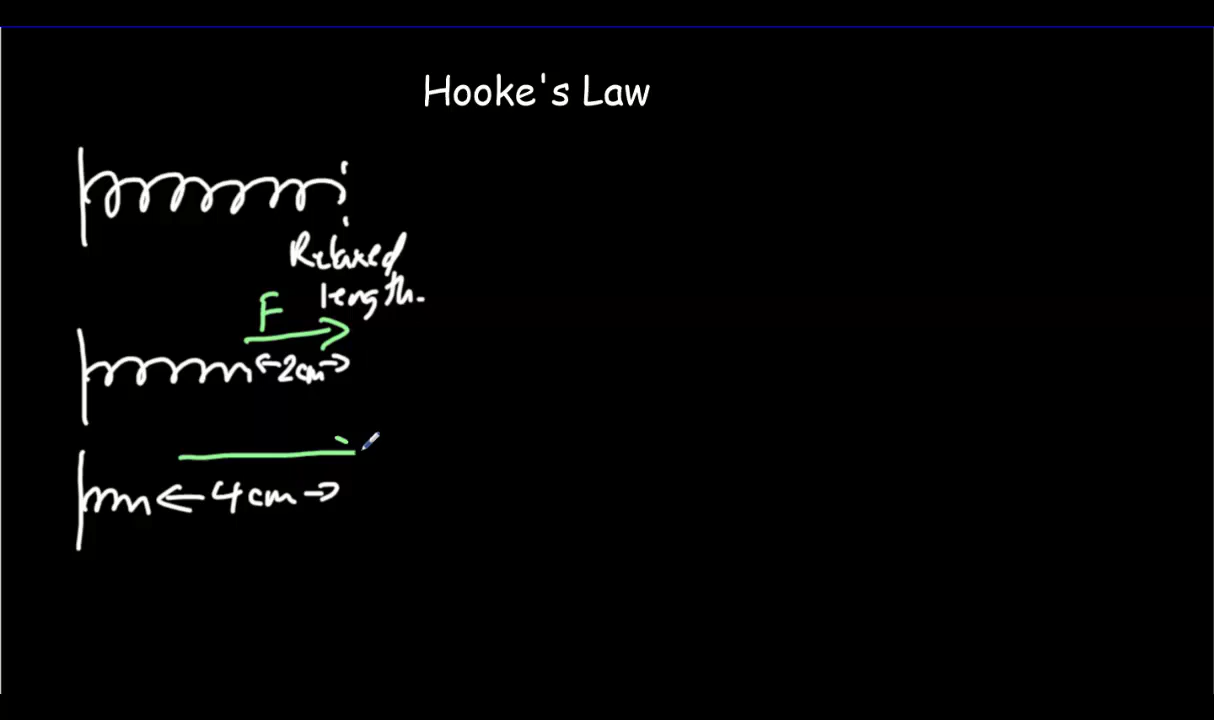 Hooke's Law
Relaxed
length.
F
2cm
4cm